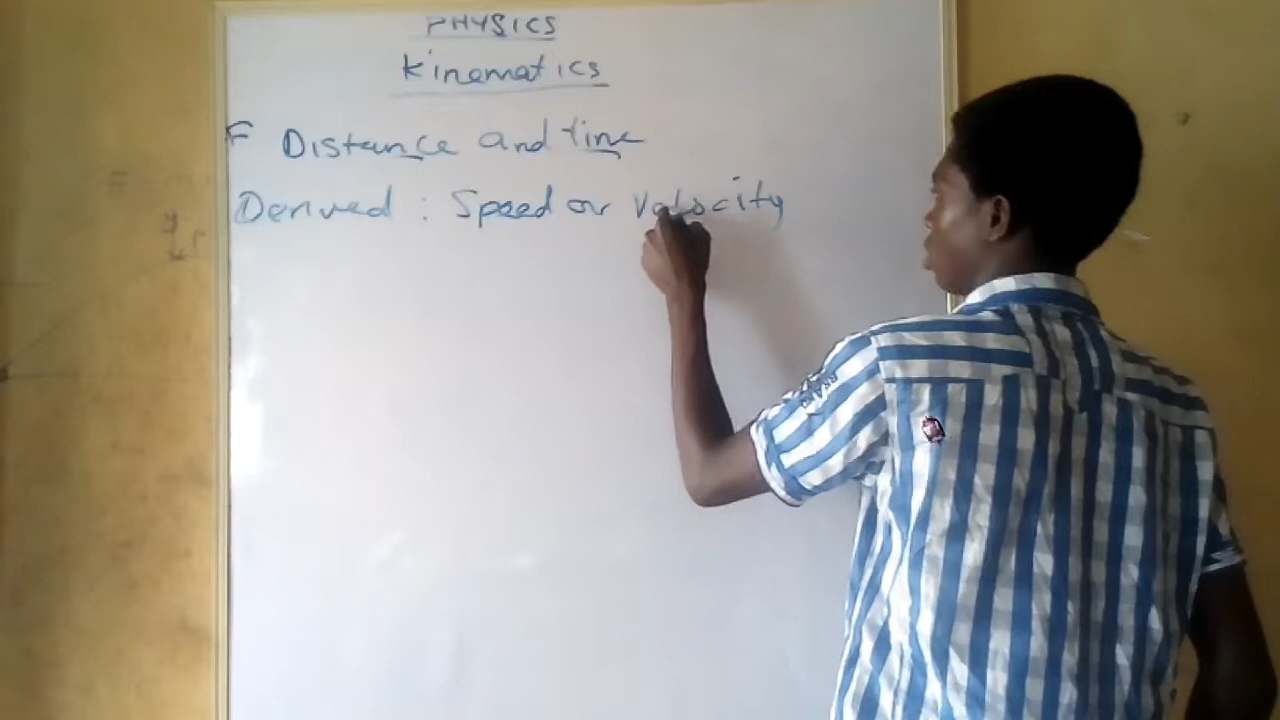 PHYSICS
Kinematics
F Distance and time
Derived : Speed or Velocity